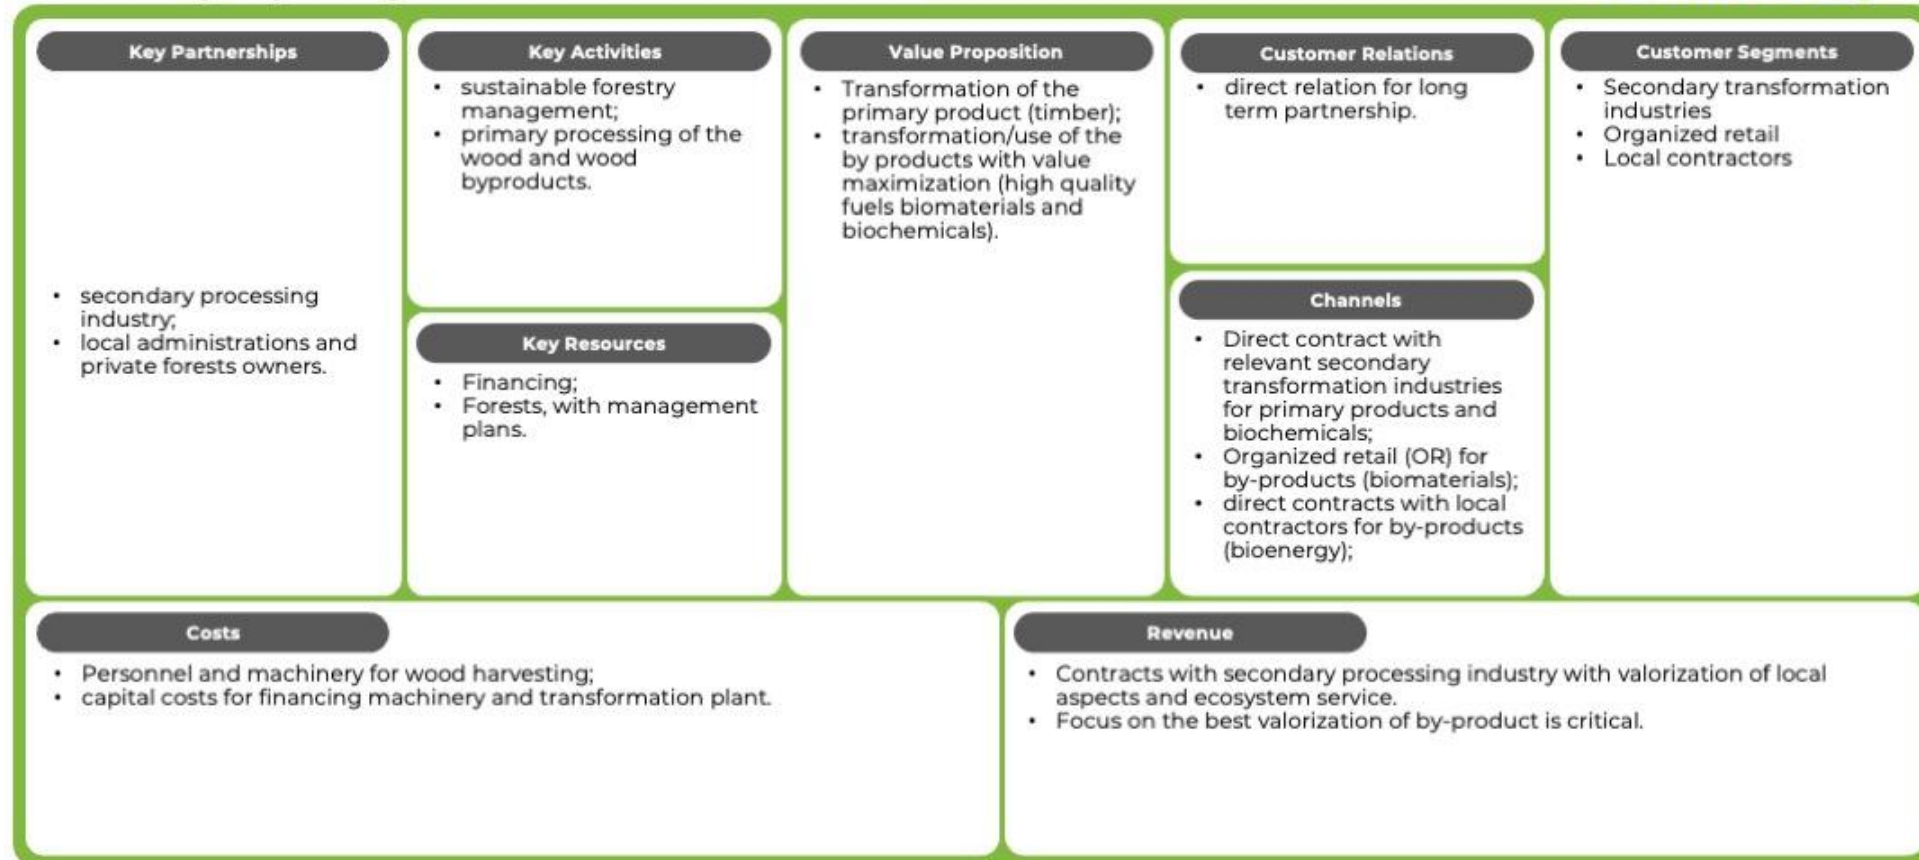 Key Partnerships
• secondary processing
industry;
• local administrations and
private forests owners.
Key Activities
• sustainable forestry
management;
• primary processing of the
wood and wood
byproducts.
Key Resources
• Financing;
• Forests, with management
plans.
Value Proposition
• Transformation of the
primary product (timber);
• transformation/use of the
by products with value
maximization (high quality
fuels biomaterials and
biochemicals).
Customer Relations
• direct relation for long
term partnership.
Channels
• Direct contract with
relevant secondary
transformation industries
for primary products and
biochemicals;
• Organized retail (OR) for
by-products (biomaterials);
• direct contracts with local
contractors for by-products
(bioenergy);
Customer Segments
• Secondary transformation
industries
• Organized retail
• Local contractors
Costs
• Personnel and machinery for wood harvesting;
• capital costs for financing machinery and transformation plant.
Revenue
• Contracts with secondary processing industry with valorization of local
aspects and ecosystem service.
• Focus on the best valorization of by-product is critical.